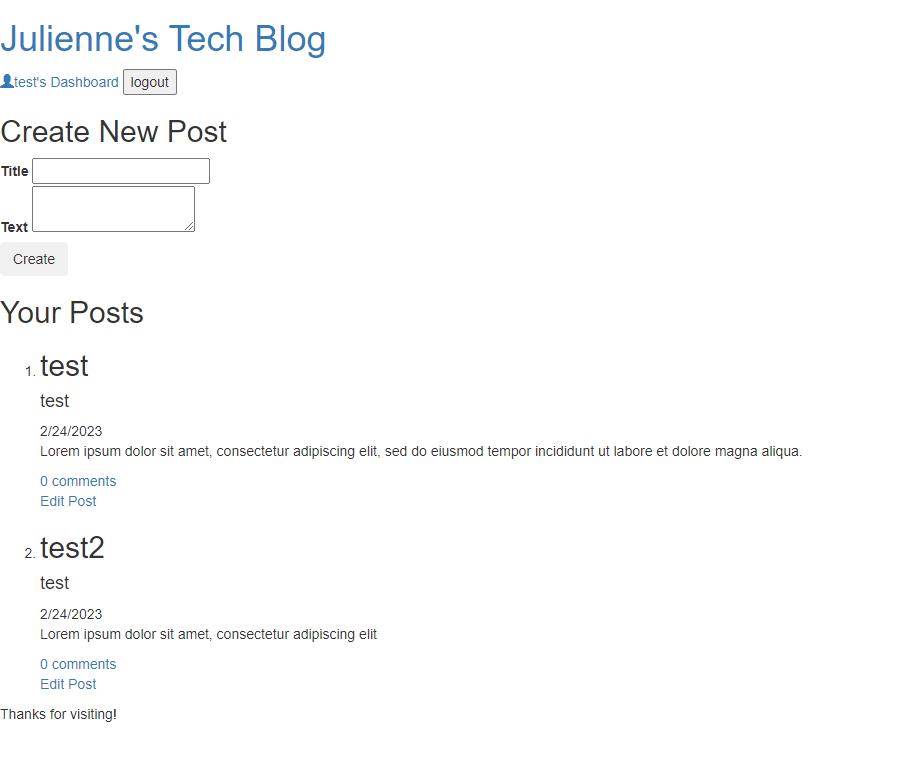 Julienne's Tech Blog
test's Dashboard logout
Create New Post
Title
Text
Create
Your Posts
1. test
test
2/24/2023
Lorem ipsum dolor sit amet, consectetur adipiscing elit, sed do eiusmod tempor incididunt ut labore et dolore magna aliqua.
0 comments
Edit Post
2. test2
test
2/24/2023
Lorem ipsum dolor sit amet, consectetur adipiscing elit
0 comments
Edit Post
Thanks for visiting!